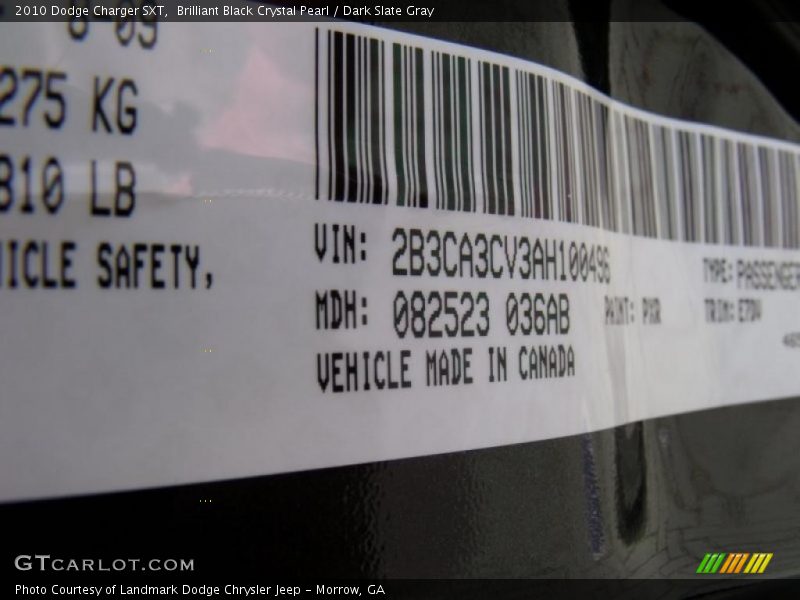 2010 Dodge Charger SXT,  Brilliant Black Crystal Pearl / Dark Slate Gray
8-09
275 KG
810 LB
ICLE SAFETY,
VIN: 2B3CA3CV3AH100496 TYPE: PASSENGER
MDH: 082523 036AB PAINT: PXR TRIM: E7DV
VEHICLE MADE IN CANADA
GTCARLOT.COM
Photo Courtesy of Landmark Dodge Chrysler Jeep – Morrow, GA